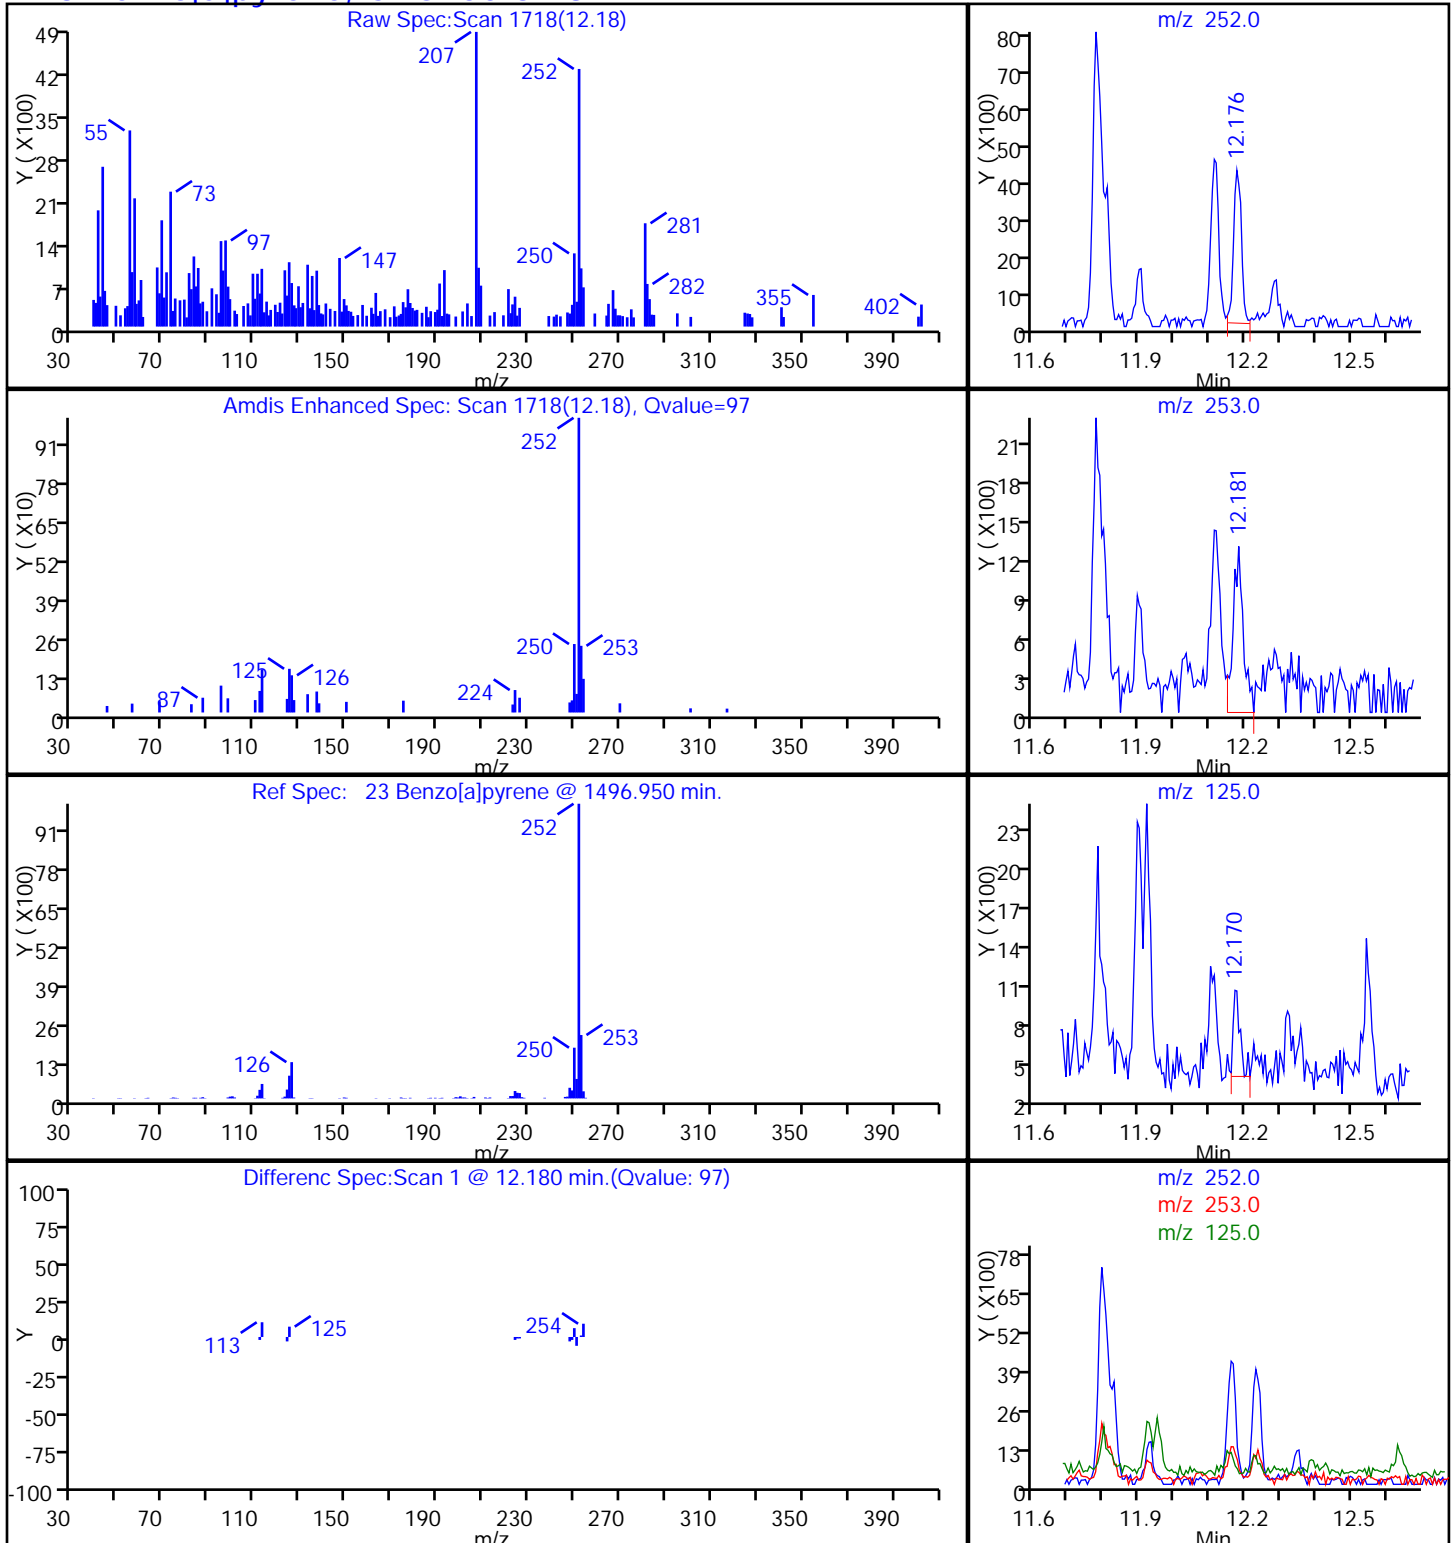 Raw Spec:Scan 1718(12.18)
49
42
35
28
21
14
7
0
Y ( X100)
207
252
55
73
97
147
250
281
282
355
402
30 70 110 150 190 230 270 310 350 390
m/z
m/z 252.0
80
70
60
50
40
30
20
10
0
Y ( X100)
12.176
11.6 11.9 12.2 12.5
Min
Amdis Enhanced Spec: Scan 1718(12.18), Qvalue=97
91
78
65
52
39
26
13
0
Y ( X10)
252
250
253
125
126
87
224
30 70 110 150 190 230 270 310 350 390
m/z
m/z 253.0
21
18
15
12
9
6
3
0
Y ( X100)
12.181
11.6 11.9 12.2 12.5
Min
Ref Spec: 23 Benzo[a]pyrene @ 1496.950 min.
91
78
65
52
39
26
13
0
Y ( X100)
252
250
253
126
30 70 110 150 190 230 270 310 350 390
m/z
m/z 125.0
23
20
17
14
11
8
5
2
Y ( X100)
12.170
11.6 11.9 12.2 12.5
Min
Differenc Spec:Scan 1 @ 12.180 min.(Qvalue: 97)
100
75
50
25
0
-25
-50
-75
-100
Y
113
125
254
30 70 110 150 190 230 270 310 350 390
m/z
m/z 252.0
m/z 253.0
m/z 125.0
78
65
52
39
26
13
0
Y ( X100)
11.6 11.9 12.2 12.5
Min